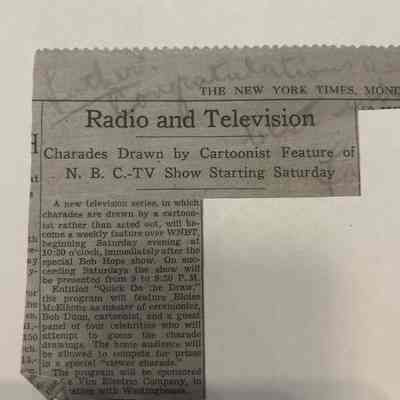 Congratulations
THE NEW YORK TIMES, MOND
Radio and Television
Charades Drawn by Cartoonist Feature of
N. B. C.-TV Show Starting Saturday
A new television series, in which
charades are drawn by a cartoon-
ist rather than acted out, will be-
come a weekly feature over WNBT,
beginning Saturday evening at
10:30 o'clock, immediately after the
special Bob Hope show. On suc-
ceeding Saturdays the show will
be presented from 9 to 9:30 P. M.
Entitled "Quick On the Draw,"
the program will feature Eloise
McElhone as master of ceremonies,
Bob Dunn, cartoonist, and a guest
panel of four celebrities who will
attempt to guess the charade
drawings. The home audience will
be allowed to compete for prizes
in a special "viewer charade."
The program will be sponsored
Vim Electric Company, in
ation with Westinghouse.